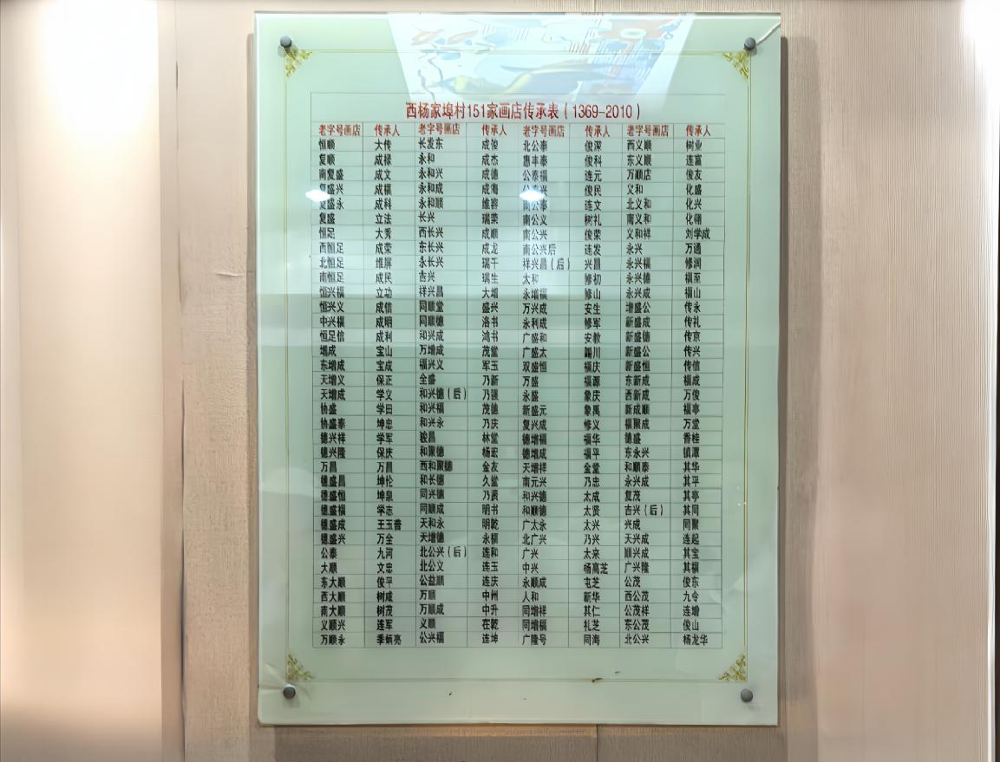 西杨家埠村151家画店传承表（1369-2010）
老字号画店 传承人 长发东 传承人 老字号画店 传承人 老字号画店 传承人
恒顺 大传 长发东 成俊 北公泰 俊深 西义顺 树业
复顺 成禄 永和 成杰 惠丰泰 俊科 东义顺 连富
南复盛 成文 永和兴 成德 公泰福 连元 万顺店 俊友
复盛兴 成福 永和成 成海 公泰兴 俊民 义和 化盛
复盛永 成科 永和顺 维容 南公泰 连文 北义和 化兴
复盛 立法 长兴 瑞荣 南公义 树礼 南义和 化翎
恒足 大秀 西长兴 成顺 南公兴 俊荣 义和祥 刘学成
西恒足 成荣 东长兴 成龙 南公兴后 连发 永兴 万通
北恒足 维屏 永长兴 瑞千 祥兴昌（后） 兴昌 永兴福 修润
南恒足 成民 吉兴 瑞生 太和 修初 永兴德 福至
恒兴福 立功 祥兴昌 大增 永增福 修山 永兴成 福山
恒兴义 成信 同顺堂 盛兴 万兴成 安生 增盛公 传永
中兴福 成明 同顺德 洛书 永利成 修军 新盛成 传礼
恒足信 成利 和兴成 鸿书 广盛和 安教 新盛德 传京
增成 宝山 万增成 茂堂 广盛太 川 新盛公 传兴
东增成 宝成 福兴义 军玉 双盛恒 福庆 新盛恒 传信
天增义 保正 全盛 乃新 万盛 福源 东新成 福成
天增成 学义 和兴德（后） 乃强 永盛 象庆 西新成 万俊
协盛 学田 和兴福 茂德 新盛元 象禹 新成顺 福亭
协盛泰 坤忠 和兴永 乃庆 复兴成 修义 福聚成 万堂
德兴祥 学军 骏昌 林堂 德增福 福华 德盛 香桂
德兴隆 保庆 和聚德 杨宏 德增成 福平 东永兴 镇潭
万昌 万昌 西和聚德 金友 天增祥 金堂 和顺泰 其华
德盛昌 坤伦 和长德 久堂 南元兴 乃忠 永兴成 其平
德盛恒 坤泉 同兴德 乃贤 和兴德 太成 复茂 其亭
德盛福 学志 同顺成 明书 和顺德 太贤 吉兴（后） 其同
德盛成 王玉香 天和永 明乾 广太永 太兴 兴成 同聚
德盛兴 万全 天增德 永横 北广兴 乃兴 天兴成 连起
公泰 九河 北公兴（后） 连和 广兴 太来 顺兴成 其宝
大顺 文忠 北公义 连玉 中兴 杨高芝 广兴隆 其福
东大顺 俊平 公益顺 连庆 永顺成 屯芝 公茂 俊东
西大顺 树成 万顺 中州 人和 新华 西公茂 九令
南大顺 树茂 万顺成 中升 同增祥 其仁 公茂祥 连增
义顺兴 连军 义顺 在乾 同增福 礼芝 东公茂 俊山
万顺永 季炳亮 公兴福 连坤 广隆号 同海 北公兴 杨龙华